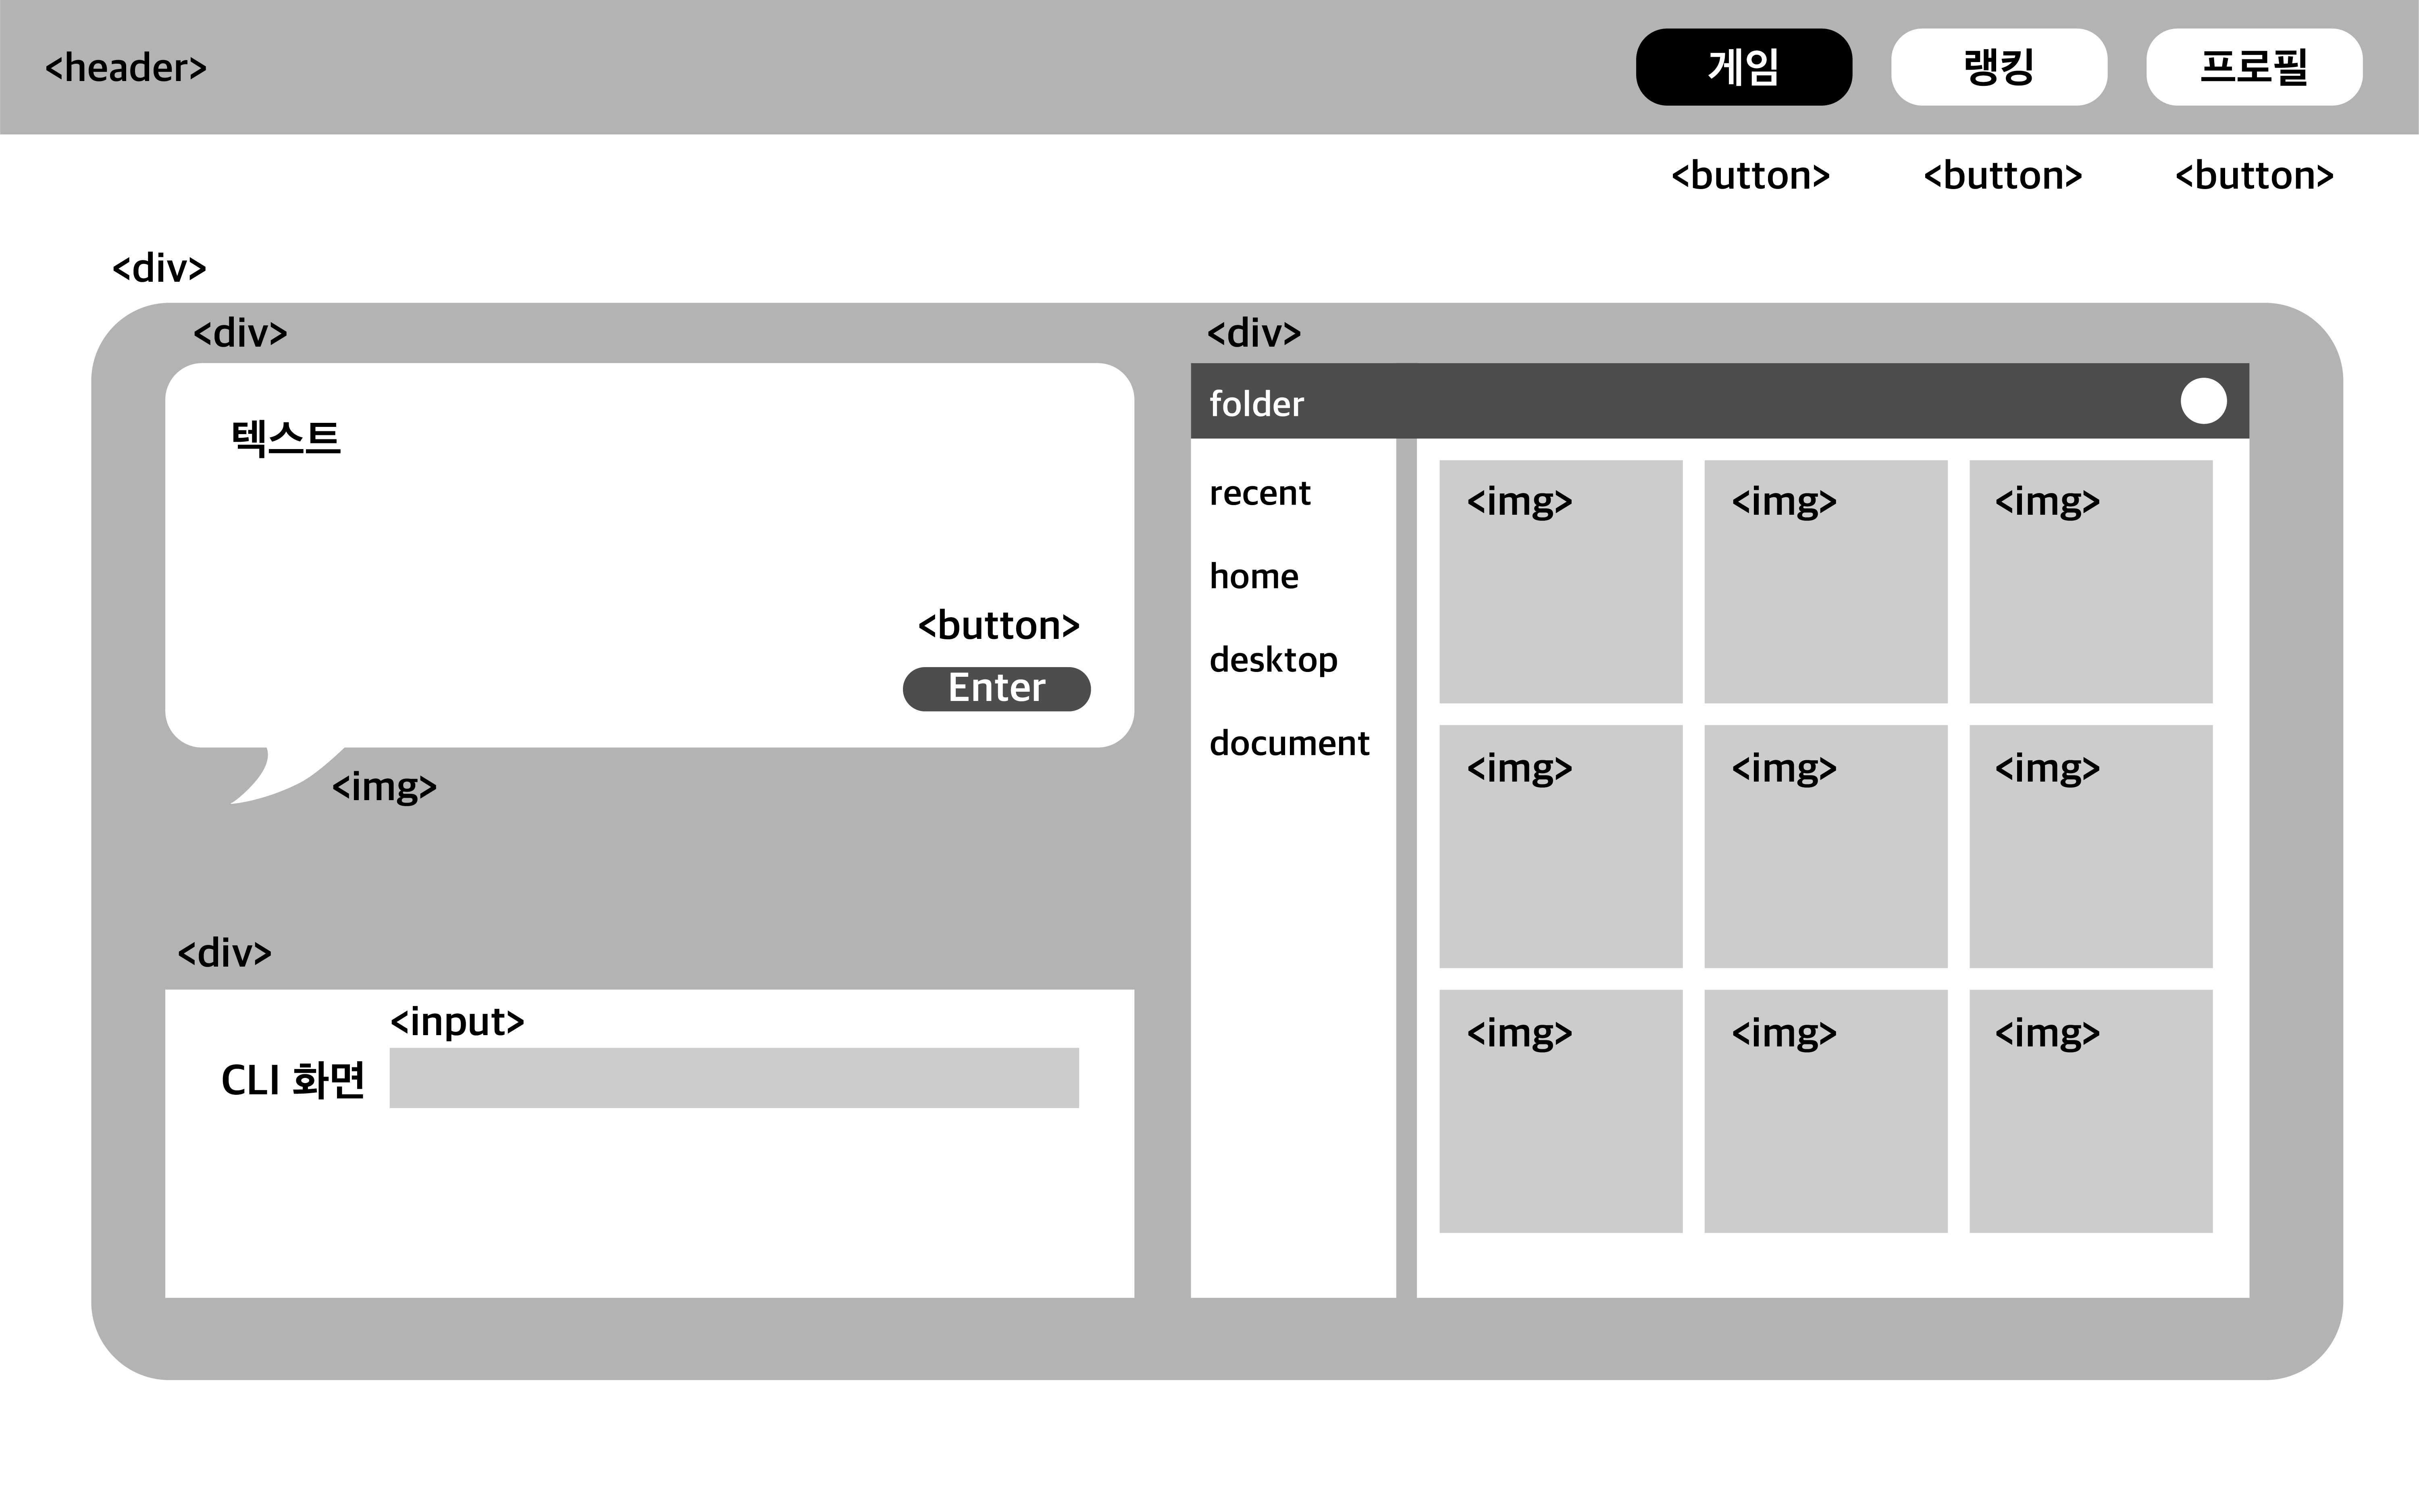 <header>
게임
랭킹
프로필
<button>
<button>
<button>
<div>
<div>
텍스트
<button>
Enter
<img>
<div>
<input>
CLI 화면
<div>
folder
recent
home
desktop
document
<img>
<img>
<img>
<img>
<img>
<img>
<img>
<img>
<img>